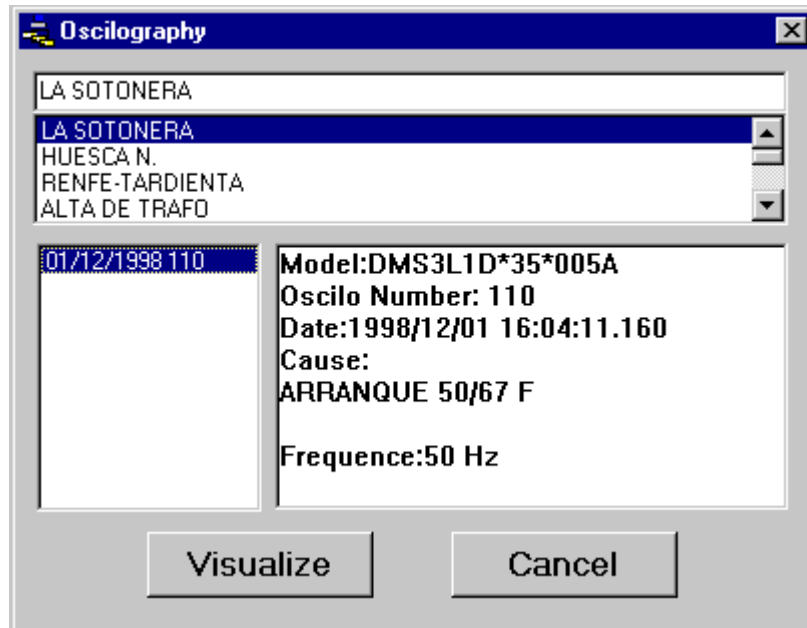 Oscilography
LA SOTONERA
LA SOTONERA
HUESCA N.
RENFE-TARDIENTA
ALTA DE TRAFO
01/12/1998 110
Model:DMS3L1D*35*005A
Oscilo Number: 110
Date:1998/12/01 16:04:11.160
Cause:
ARRANQUE 50/67 F
Frequence:50 Hz
Visualize
Cancel